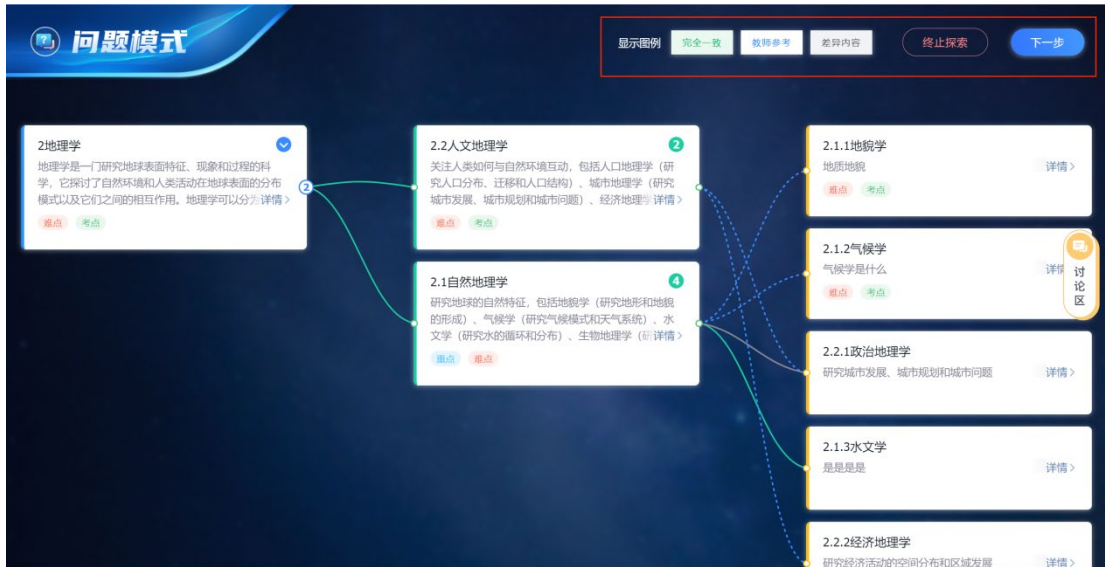 问题模式
显示图例
完全一致
教师参考
差异内容
终止探索
下一步
2地理学
地理学是一门研究地球表面特征、现象和过程的科
学，它探讨了自然环境和人类活动在地球表面的分布
模式以及它们之间的相互作用。地理学可以分为详情>
难点 考点
2
2.2人文地理学
2
关注人类如何与自然环境互动，包括人口地理学（研
究人口分布、迁移和人口结构）、城市地理学（研究
城市发展、城市规划和城市问题）、经济地理学详情>
难点 考点
2.1自然地理学
4
研究地球的自然特征，包括地貌学（研究地形和地貌
的形成）、气候学（研究气候模式和天气系统）、水
文学（研究水的循环和分布）、生物地理学（研详情>
重点 难点
2.1.1地貌学
地质地貌
详情>
难点 考点
2.1.2气候学
气候学是什么
详情
难点 考点
讨
论
区
2.2.1政治地理学
研究城市发展、城市规划和城市问题
详情>
2.1.3水文学
是是是是
详情>
2.2.2经济地理学
研究经济活动的空间分布和区域发展
详情>